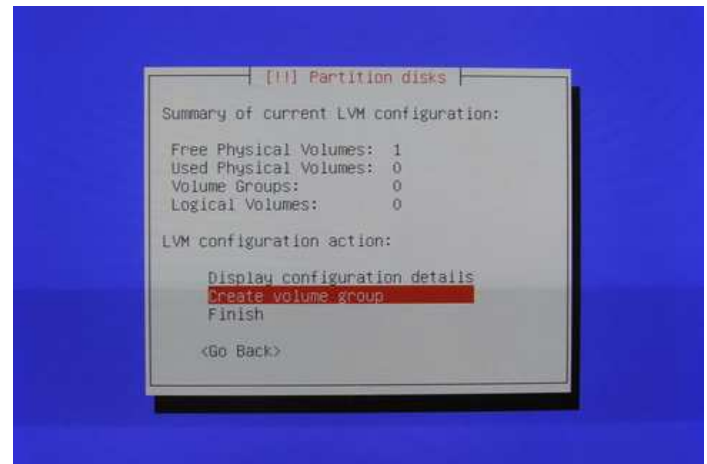 [!!] Partition disks
Summary of current LVM configuration:
Free Physical Volumes: 1
Used Physical Volumes: 0
Volume Groups: 0
Logical Volumes: 0
LVM configuration action:
Display configuration details
Create volume group
Finish
<Go Back>